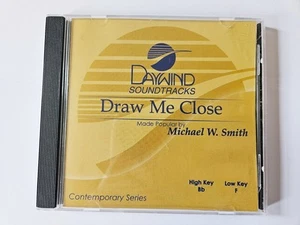 DAYWIND
SOUNDTRACKS
Draw Me Close
Made Popular by
Michael W. Smith
High Key Low Key
Bb F
Contemporary Series